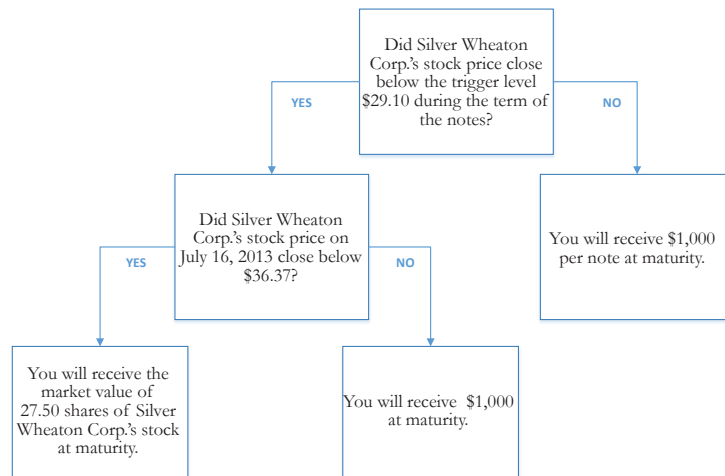 Did Silver Wheaton
Corp.'s stock price close
below the trigger level
$29.10 during the term of
the notes?
YES
NO
Did Silver Wheaton
Corp.'s stock price on
July 16, 2013 close below
$36.37?
You will receive $1,000
per note at maturity.
YES
NO
You will receive the
market value of
27.50 shares of Silver
Wheaton Corp.'s stock
at maturity.
You will receive $1,000
at maturity.